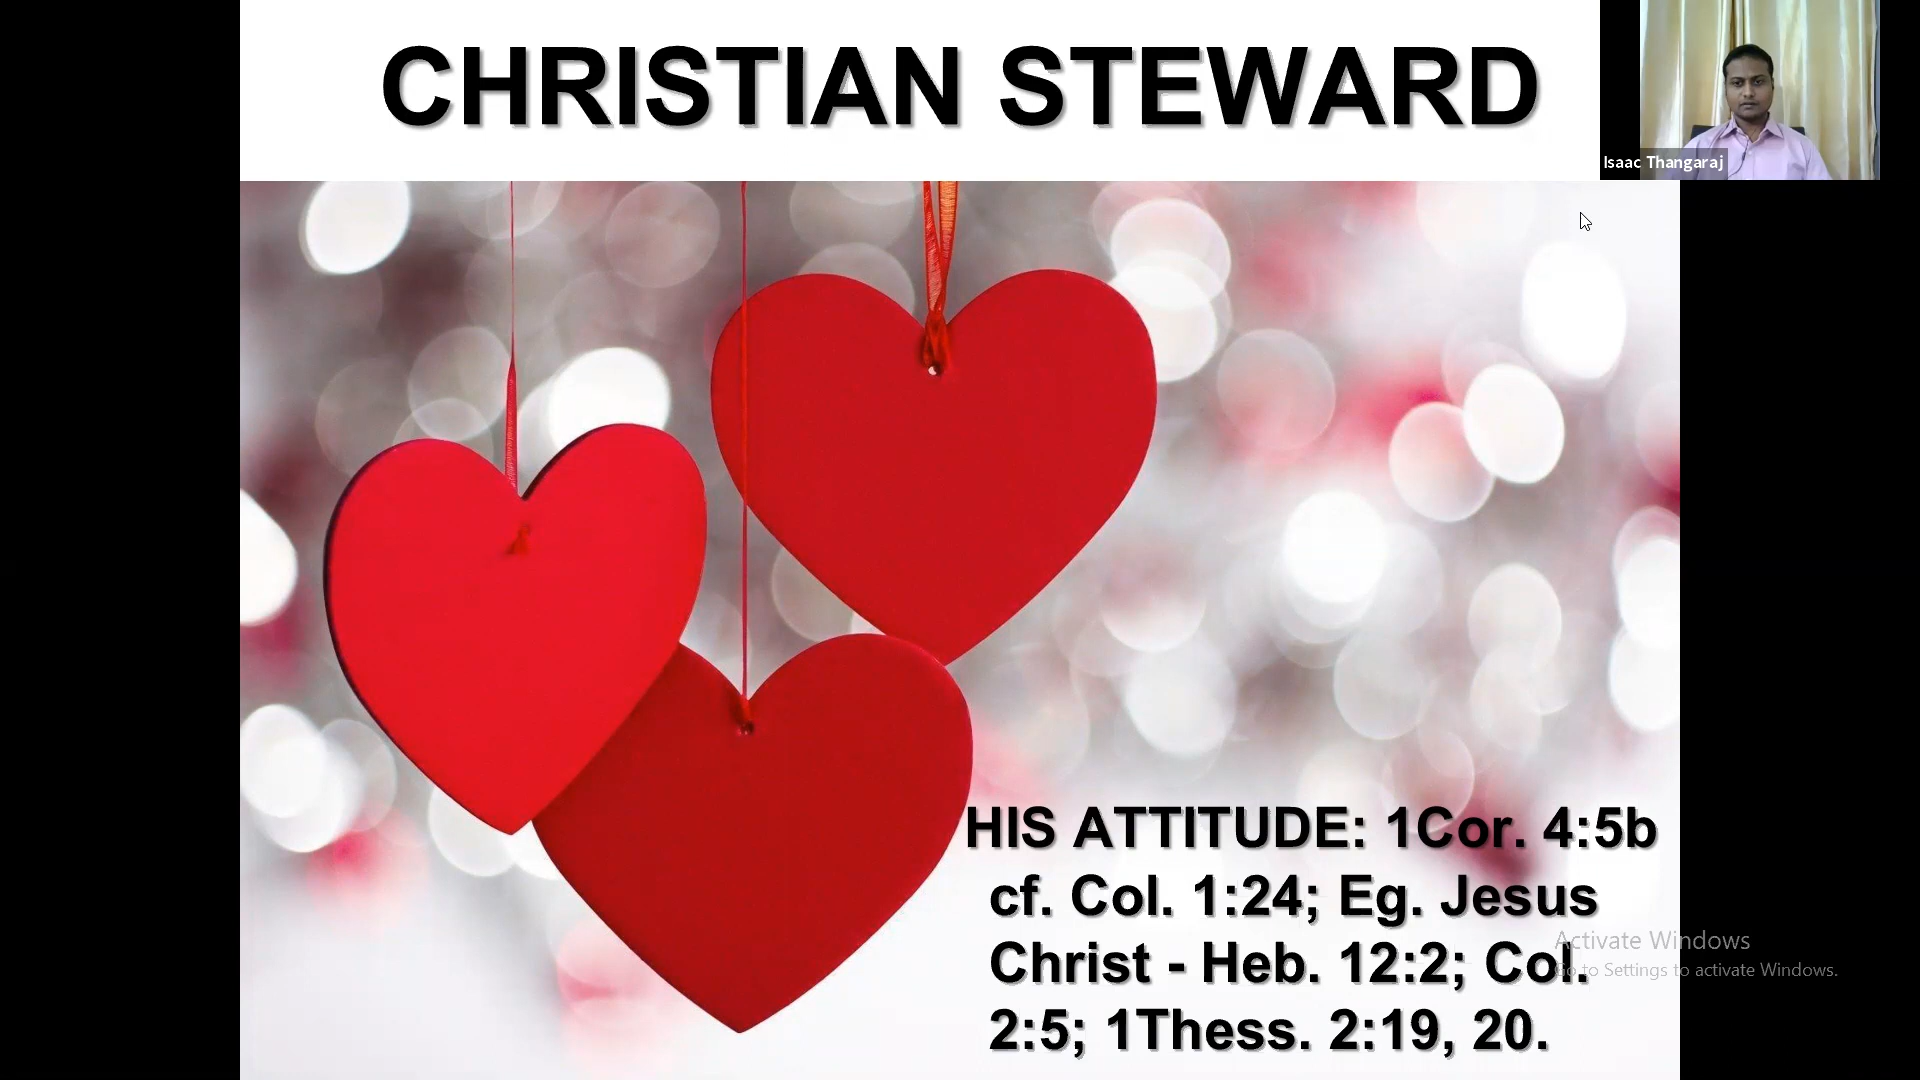 CHRISTIAN STEWARD
Isaac Thangaraj
HIS ATTITUDE: 1Cor. 4:5b
cf. Col. 1:24; Eg. Jesus
Christ - Heb. 12:2; Col.
2:5; 1Thess. 2:19, 20.
Activate Windows
Go to Settings to activate Windows.